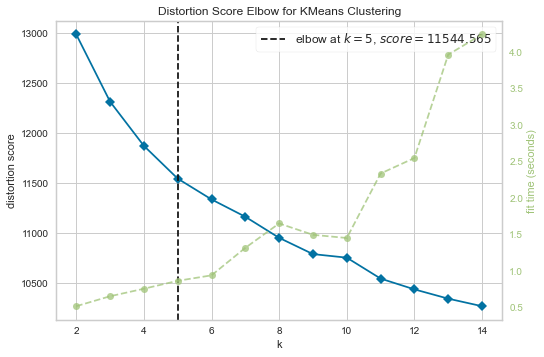 Distortion Score Elbow for KMeans Clustering
elbow at k = 5, score = 11544.565
13000
12500
12000
11500
11000
10500
distortion score
4.0
3.5
3.0
2.5
2.0
1.5
1.0
0.5
fit time (seconds)
2 4 6 8 10 12 14
k